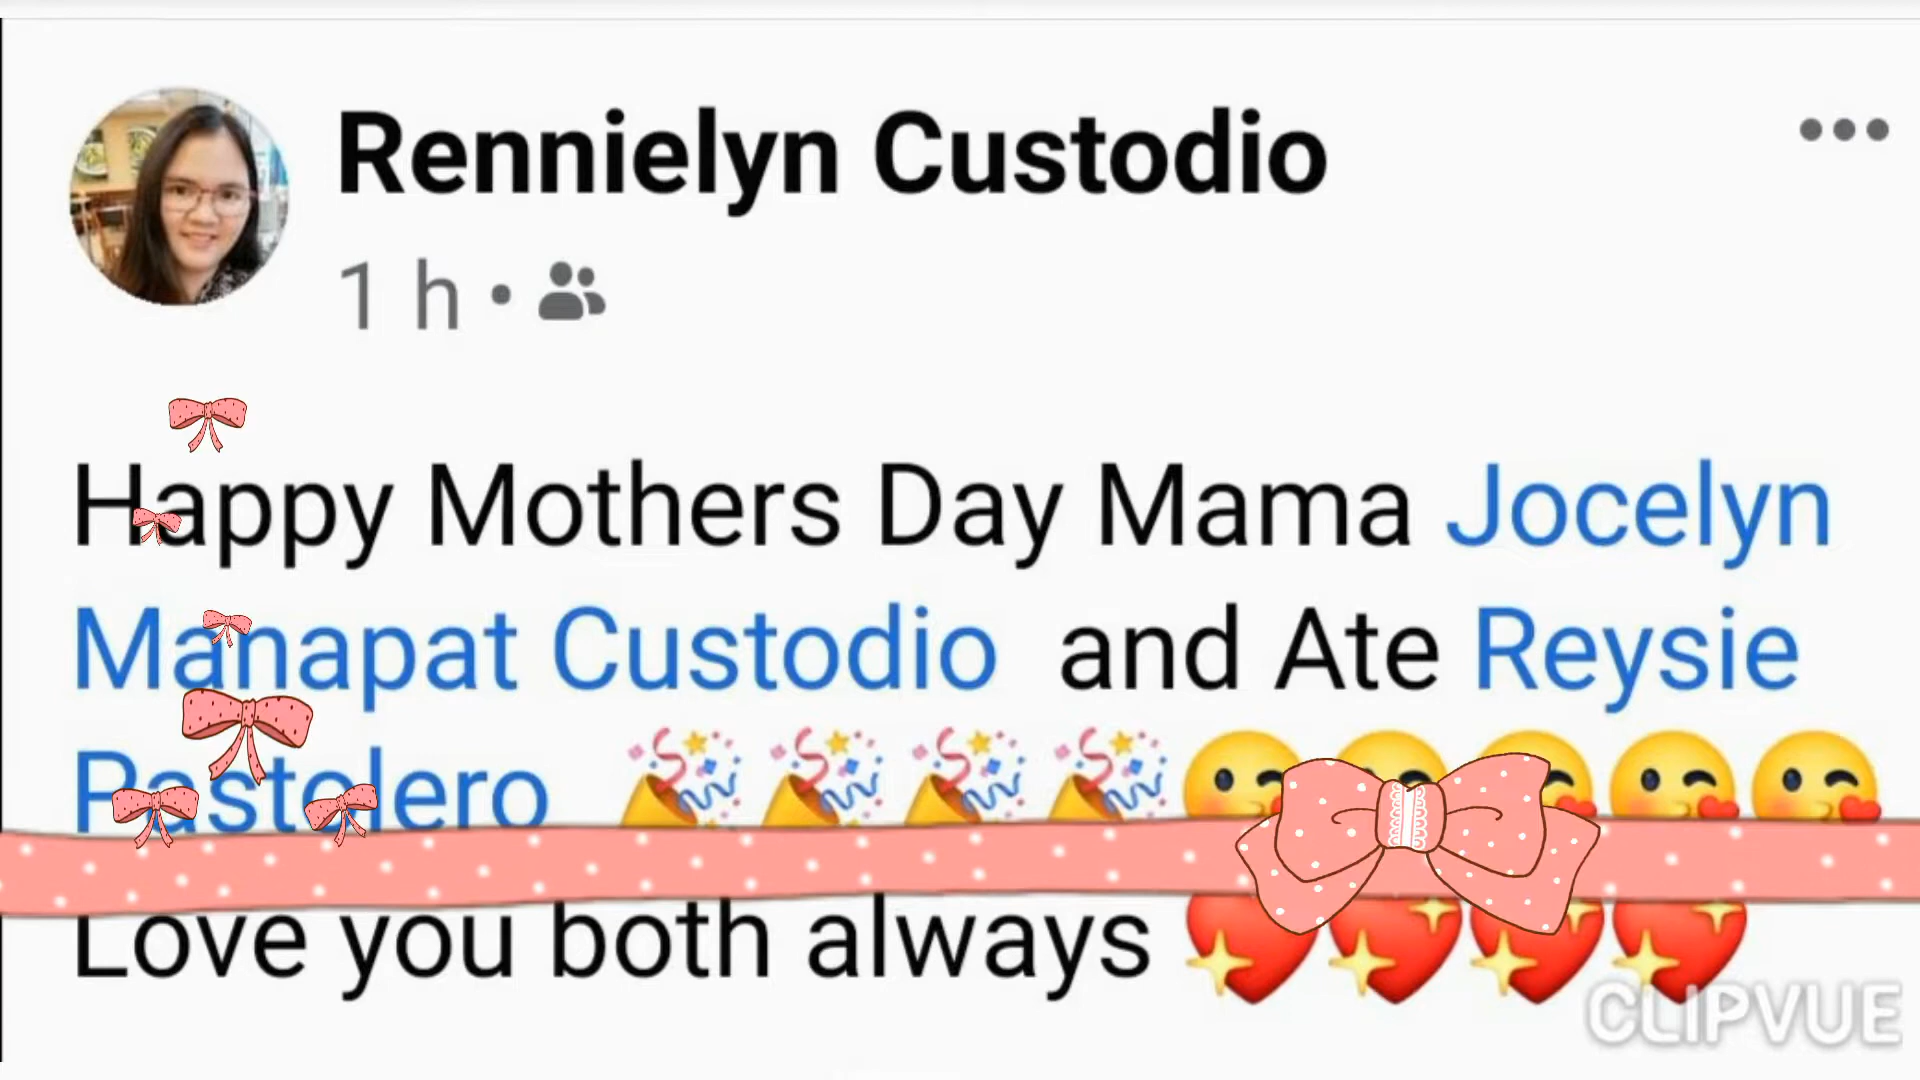 Rennielyn Custodio
1 h •
Happy Mothers Day Mama Jocelyn
Manapat Custodio and Ate Reysie
Pastolero 🎉🎉🎉🎉😘😘😘😘😘
Love you both always 💖💖💖💖
CLIPVUE